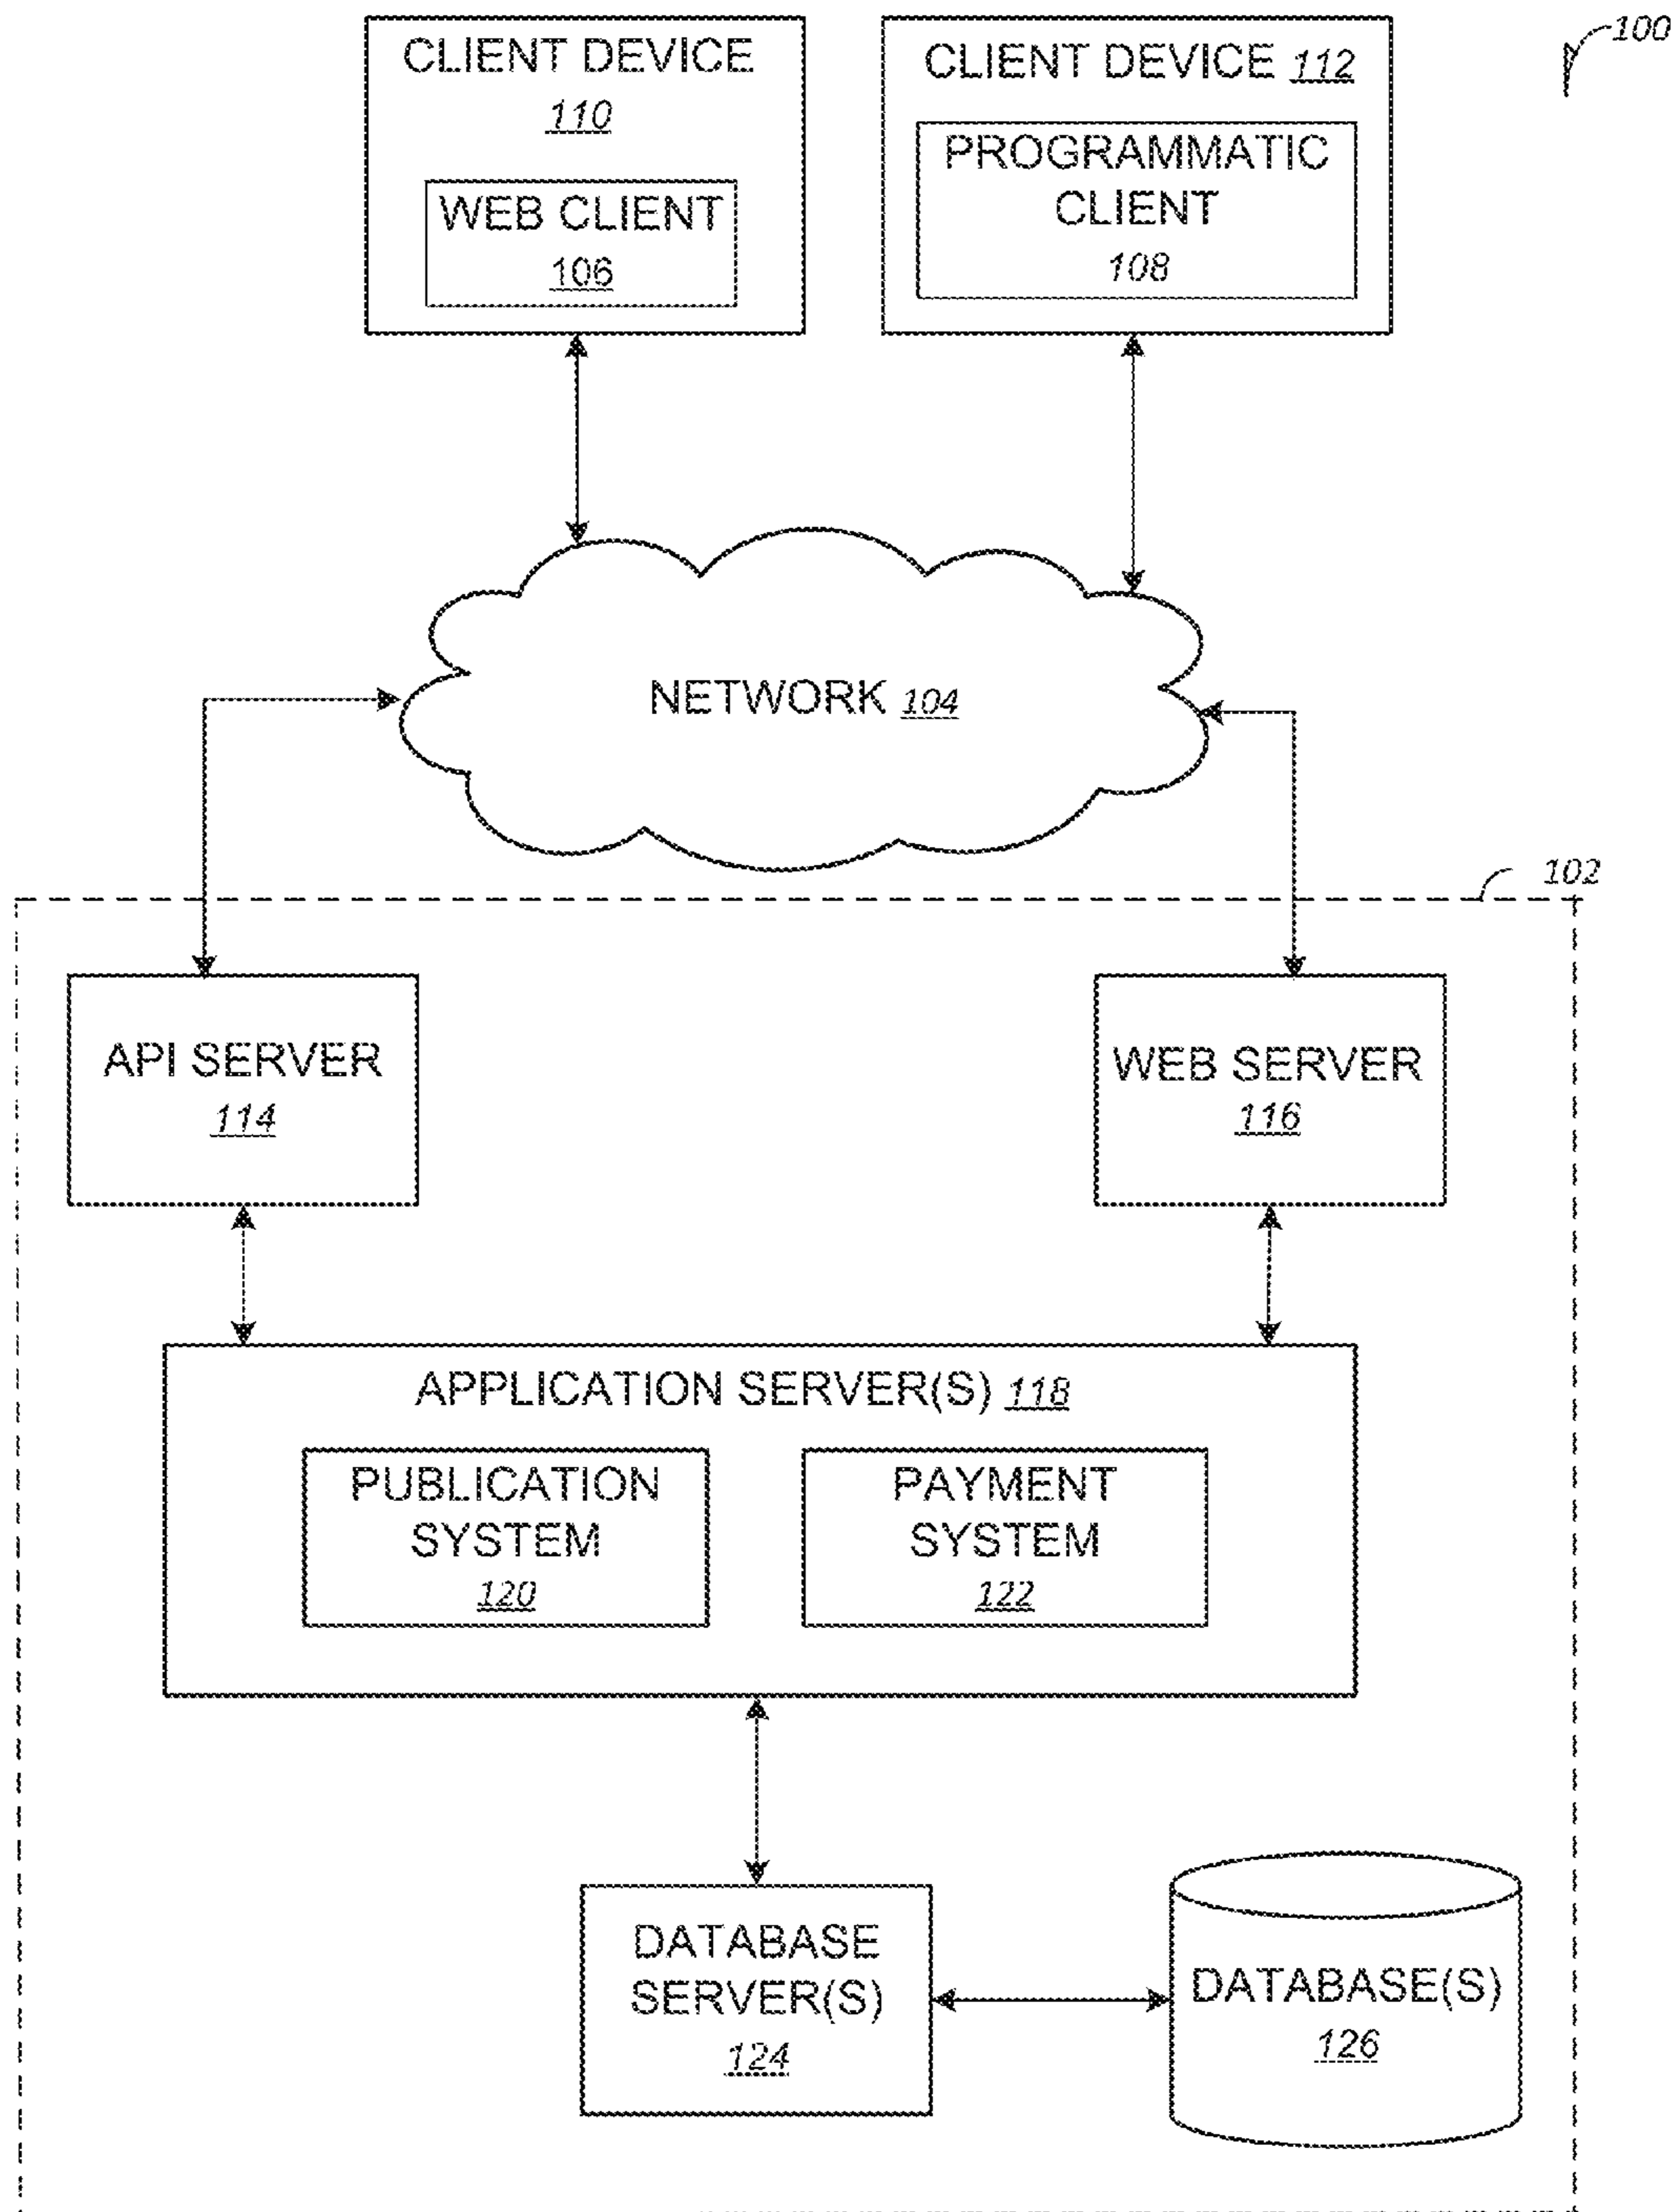 100
CLIENT DEVICE
110
WEB CLIENT
106
CLIENT DEVICE 112
PROGRAMMATIC
CLIENT
108
NETWORK 104
102
API SERVER
114
WEB SERVER
116
APPLICATION SERVER(S) 118
PUBLICATION
SYSTEM
120
PAYMENT
SYSTEM
122
DATABASE
SERVER(S)
124
DATABASE(S)
126